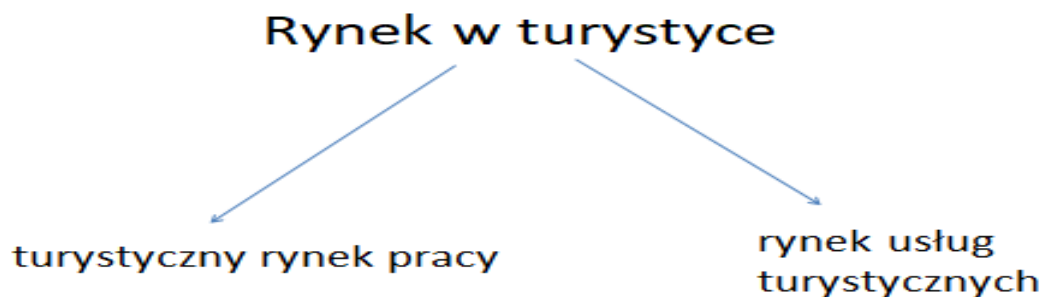 Rynek w turystyce
turystyczny rynek pracy
rynek usług
turystycznych